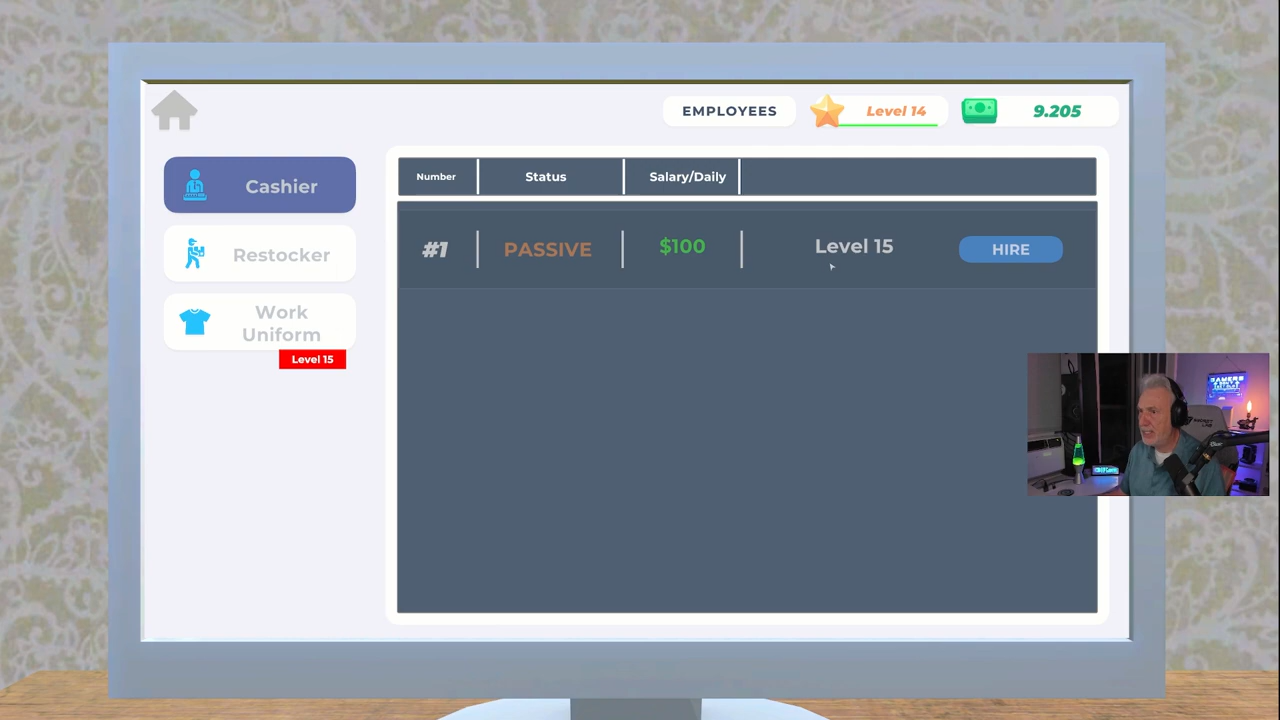 EMPLOYEES
Level 14
9.205
Cashier
Restocker
Work
Uniform
Level 15
Number
Status
Salary/Daily
#1
PASSIVE
$100
Level 15
HIRE